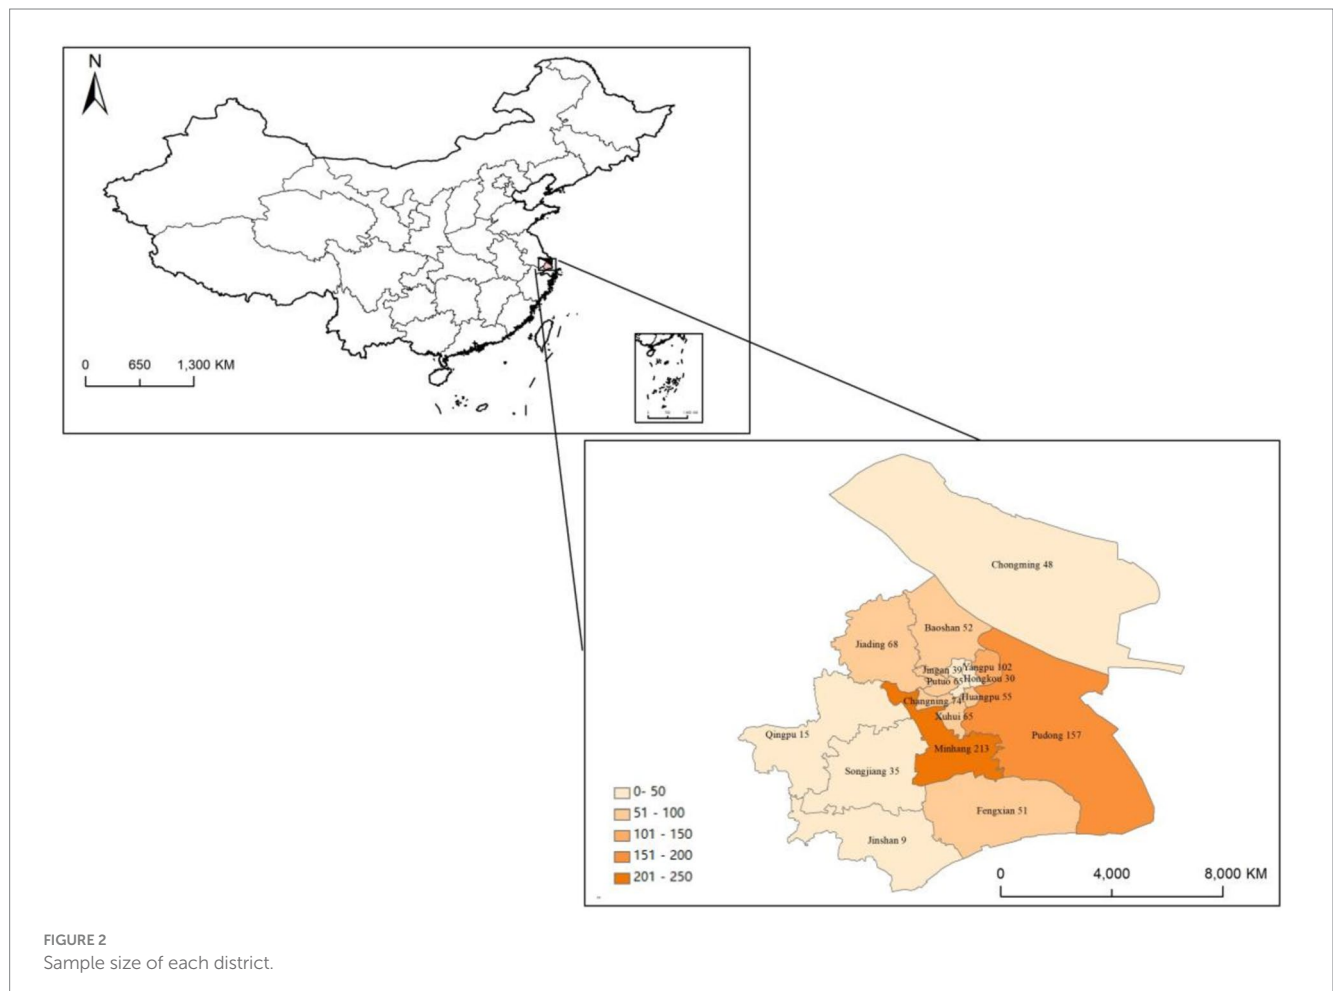 N
0 650 1,300 KM
Chongming 48
Baoshan 52
Jiading 68
Jingan 39
Yangpu 102
Putuo 65
Hongkou 30
Changning 74
Huangpu 55
Xuhui 65
Qingpu 15
Pudong 157
Minhang 213
Songjiang 35
Fengxian 51
Jinshan 9
0- 50
51 - 100
101 - 150
151 - 200
201 - 250
0 4,000 8,000 KM
FIGURE 2
Sample size of each district.